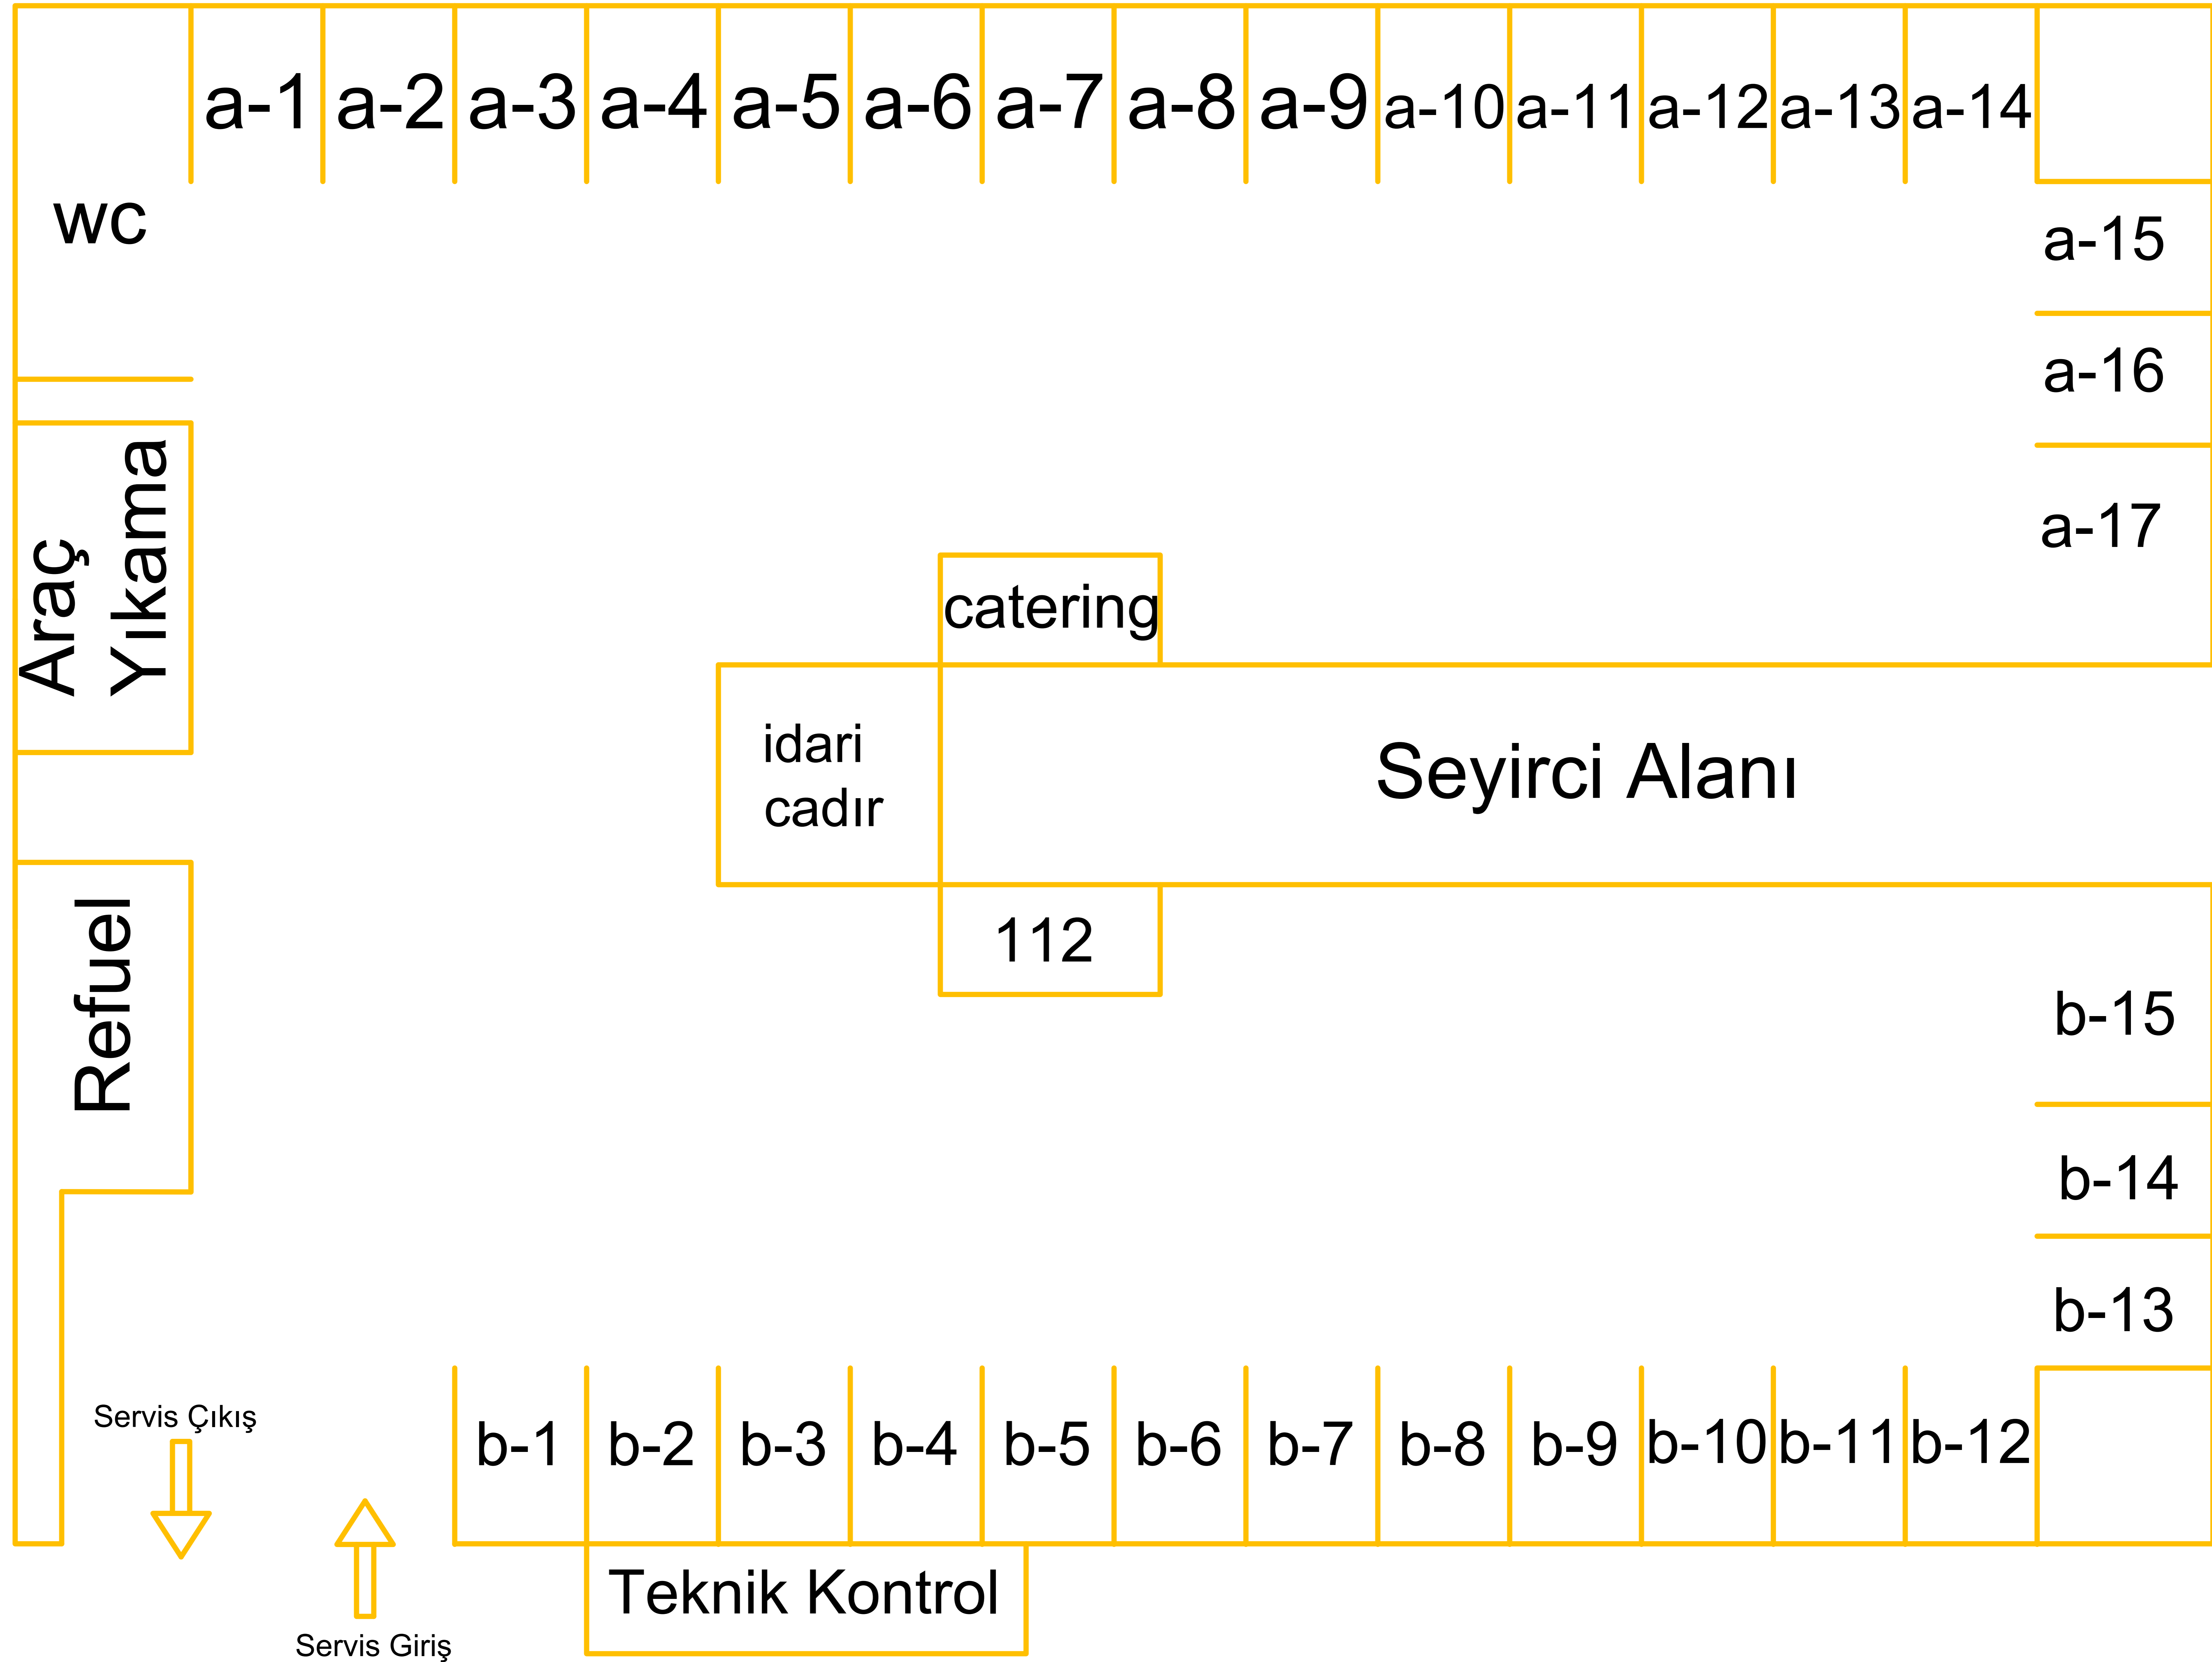 a-1 a-2 a-3 a-4 a-5 a-6 a-7 a-8 a-9 a-10 a-11 a-12 a-13 a-14
wc
a-15
a-16
a-17
Araç
Yıkama
catering
idari
cadır
Seyirci Alanı
112
Refuel
b-15
b-14
b-13
Servis Çıkış
b-1 b-2 b-3 b-4 b-5 b-6 b-7 b-8 b-9 b-10 b-11 b-12
Teknik Kontrol
Servis Giriş